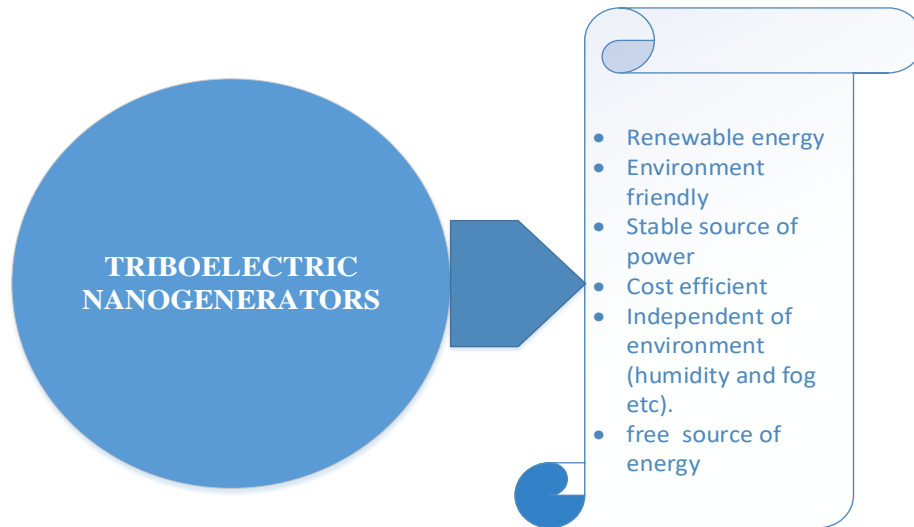 TRIBOELECTRIC
NANOGENERATORS
• Renewable energy
• Environment
friendly
• Stable source of
power
• Cost efficient
• Independent of
environment
(humidity and fog
etc).
• free source of
energy